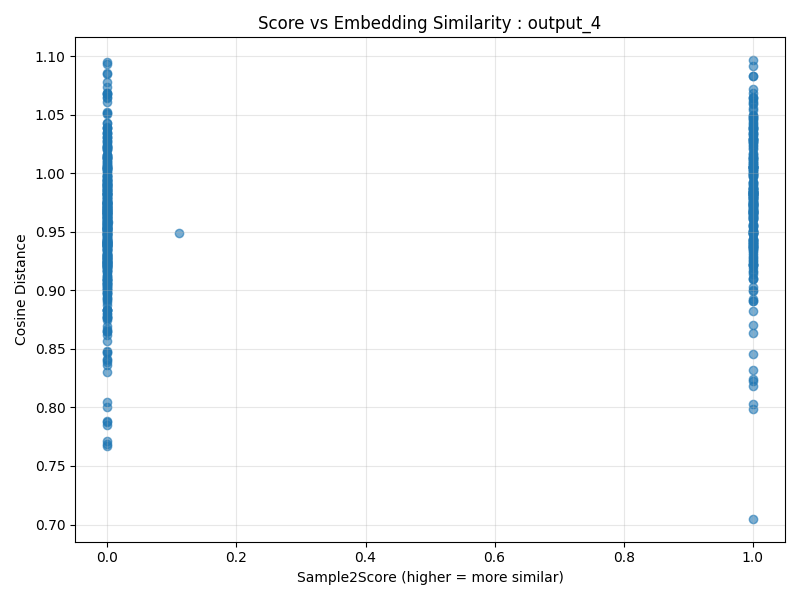 Score vs Embedding Similarity : output_4
Cosine Distance
1.10
1.05
1.00
0.95
0.90
0.85
0.80
0.75
0.70
0.0 0.2 0.4 0.6 0.8 1.0
Sample2Score (higher = more similar)